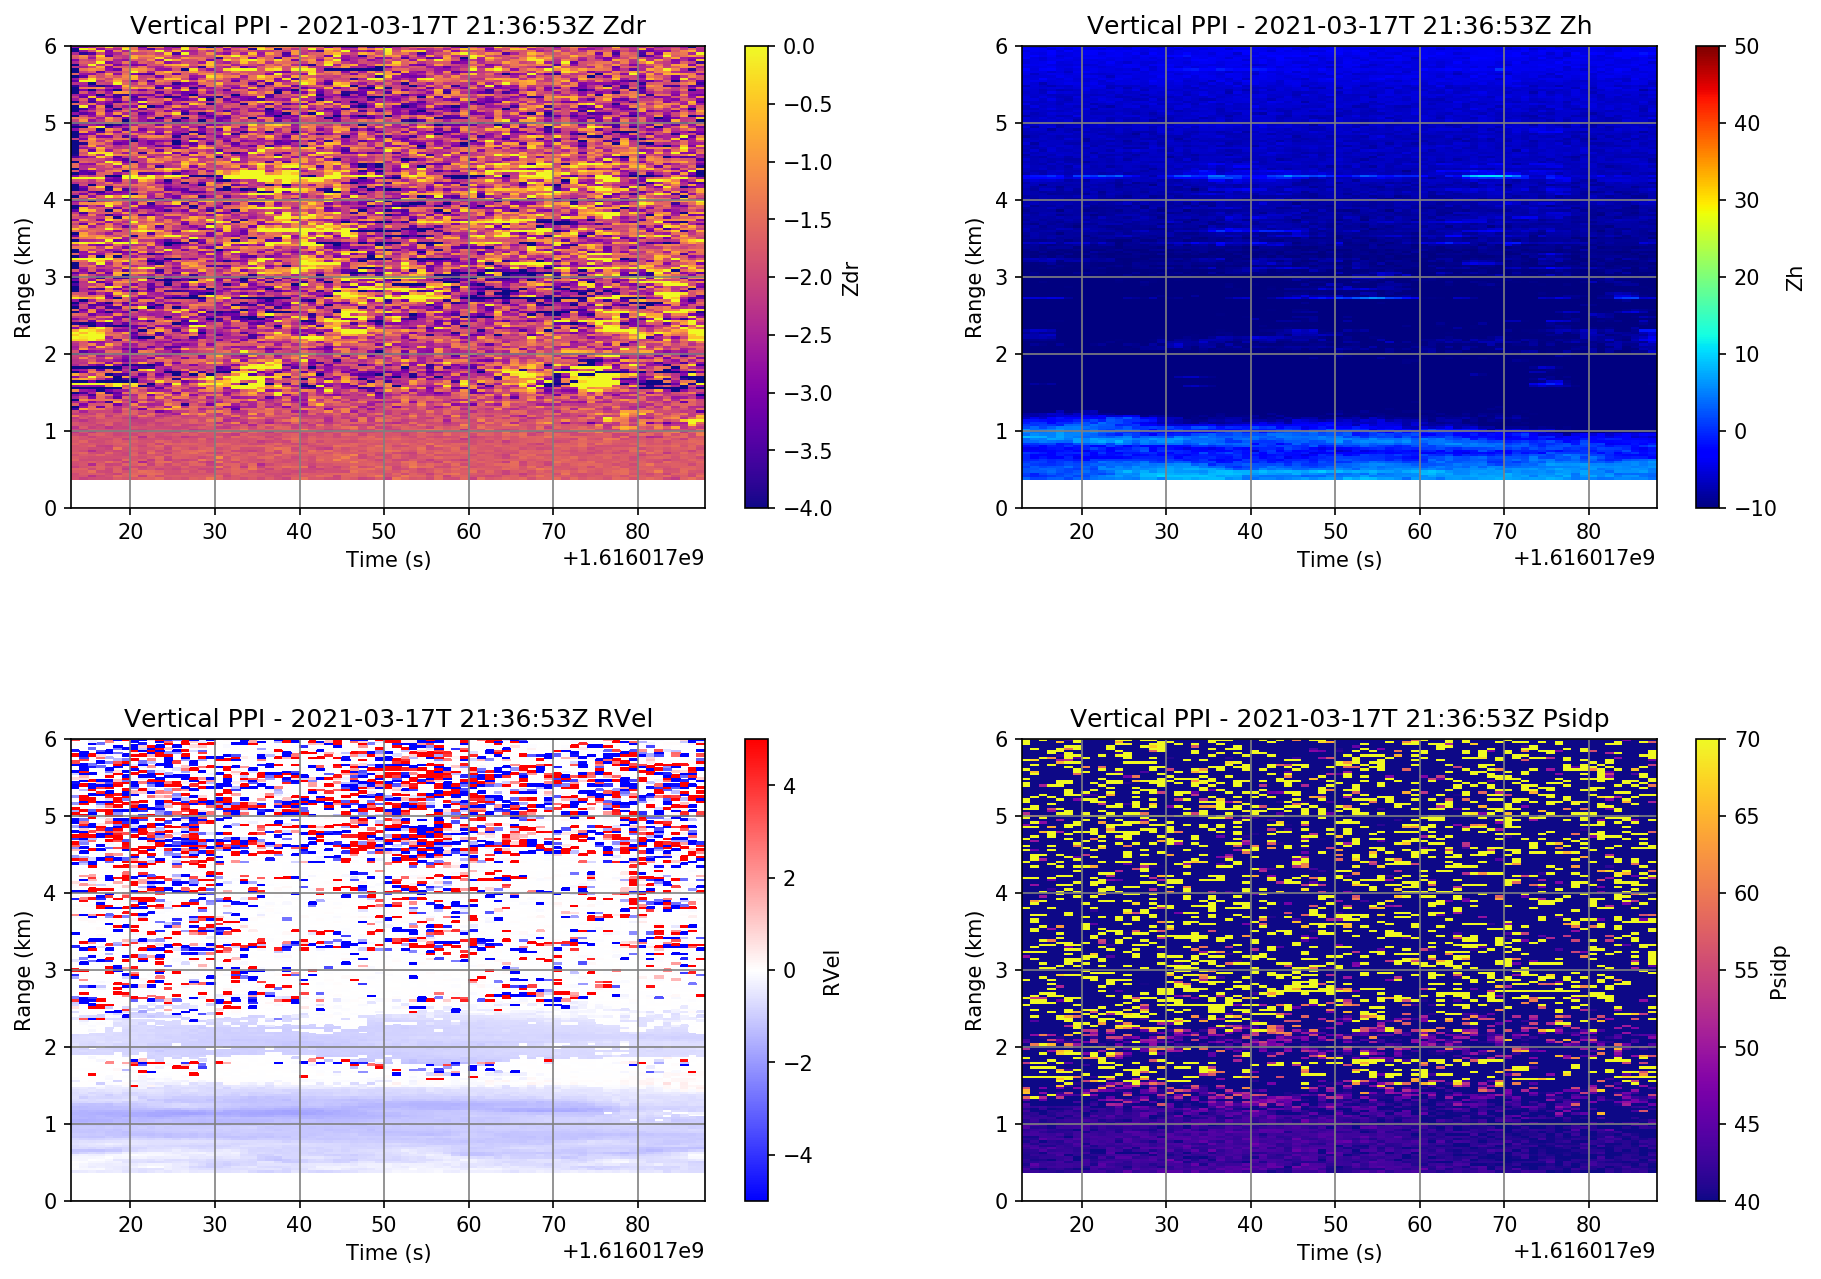 Vertical PPI - 2021-03-17T 21:36:53Z Zdr
6
5
4
3
2
1
0
Range (km)
20 30 40 50 60 70 80
Time (s)
+1.616017e9
0.0
−0.5
−1.0
−1.5
−2.0
−2.5
−3.0
−3.5
−4.0
Zdr
Vertical PPI - 2021-03-17T 21:36:53Z Zh
6
5
4
3
2
1
0
Range (km)
20 30 40 50 60 70 80
Time (s)
+1.616017e9
50
40
30
20
10
0
−10
Zh
Vertical PPI - 2021-03-17T 21:36:53Z RVel
6
5
4
3
2
1
0
Range (km)
20 30 40 50 60 70 80
Time (s)
+1.616017e9
4
2
0
−2
−4
RVel
Vertical PPI - 2021-03-17T 21:36:53Z Psidp
6
5
4
3
2
1
0
Range (km)
20 30 40 50 60 70 80
Time (s)
+1.616017e9
70
65
60
55
50
45
40
Psidp